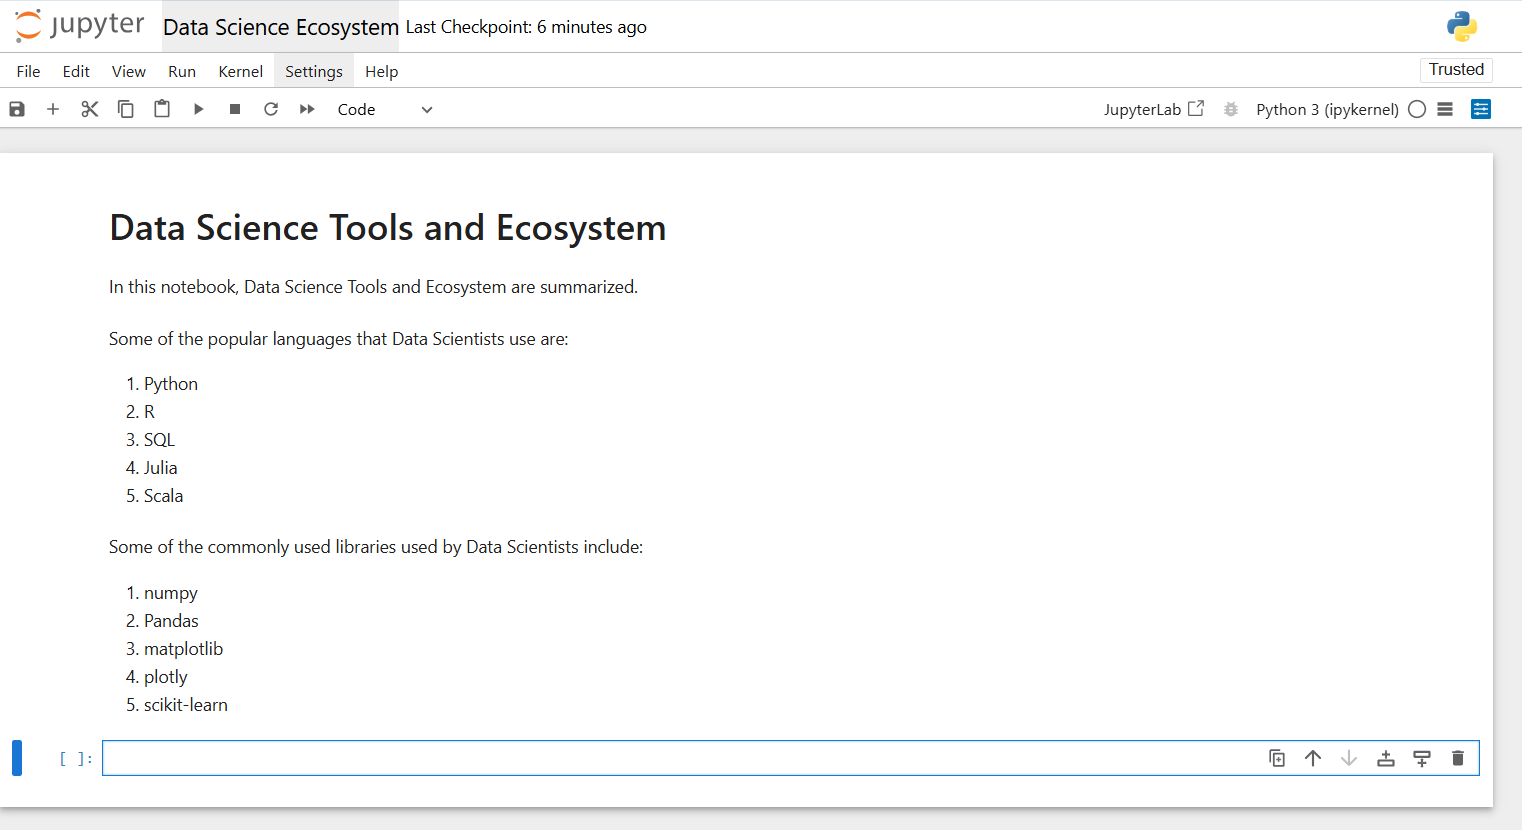 jupyter Data Science Ecosystem Last Checkpoint: 6 minutes ago
File Edit View Run Kernel Settings Help Trusted
Code JupyterLab Python 3 (ipykernel)
Data Science Tools and Ecosystem
In this notebook, Data Science Tools and Ecosystem are summarized.
Some of the popular languages that Data Scientists use are:
1. Python
2. R
3. SQL
4. Julia
5. Scala
Some of the commonly used libraries used by Data Scientists include:
1. numpy
2. Pandas
3. matplotlib
4. plotly
5. scikit-learn
[ ]: